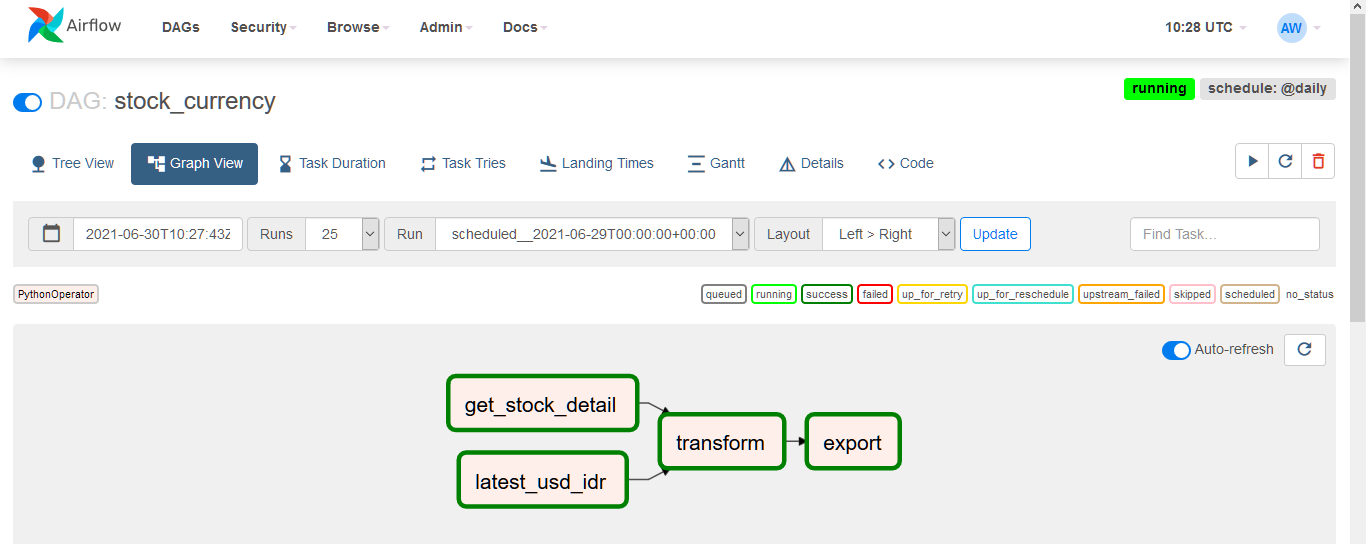 Airflow DAGs Security Browse Admin Docs 10:28 UTC AW
DAG: stock_currency running schedule: @daily
Tree View Graph View Task Duration Task Tries Landing Times Gantt Details Code
2021-06-30T10:27:43Z Runs 25 Run scheduled__2021-06-29T00:00:00+00:00 Layout Left > Right Update Find Task...
PythonOperator queued running success failed up_for_retry up_for_reschedule upstream_failed skipped scheduled no_status
Auto-refresh
get_stock_detail
transform export
latest_usd_idr